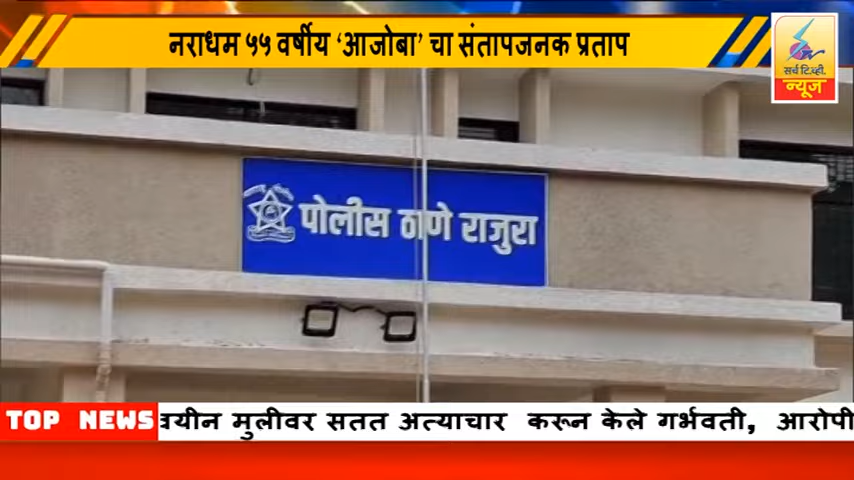 नराधम ५५ वर्षीय ‘आजोबा’ चा संतापजनक प्रताप
सर्च टि.व्ही.
न्यूज
पोलीस ठाणे राजुरा
TOP NEWS
मुलीवर सतत अत्याचार करून केले गर्भवती, आरोपी